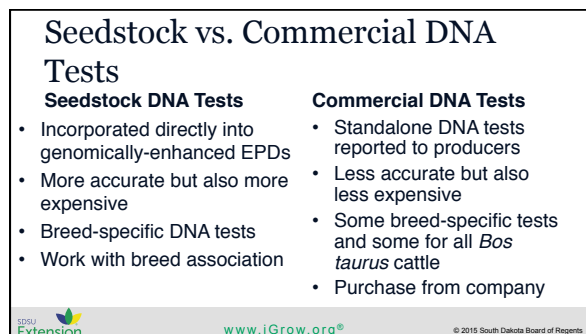 Seedstock vs. Commercial DNA
Tests
Seedstock DNA Tests
• Incorporated directly into
genomically-enhanced EPDs
• More accurate but also more
expensive
• Breed-specific DNA tests
• Work with breed association
Commercial DNA Tests
• Standalone DNA tests
reported to producers
• Less accurate but also
less expensive
• Some breed-specific tests
and some for all Bos
taurus cattle
• Purchase from company
SDSU
Extension
www.iGrow.org®
© 2015 South Dakota Board of Regents